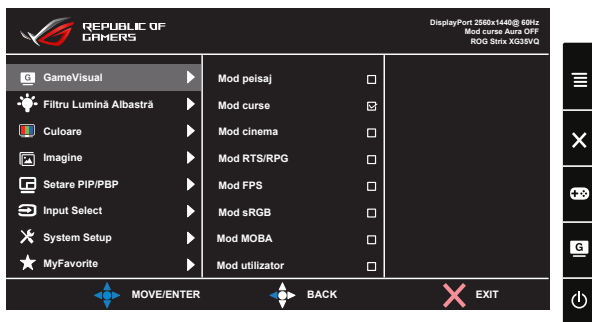 REPUBLIC OF
GAMERS
DisplayPort 2560x1440@ 60Hz
Mod curse Aura OFF
ROG Strix XG35VQ
G GameVisual
Filtru Lumină Albastră
Culoare
Imagine
Setare PIP/PBP
Input Select
System Setup
MyFavorite
Mod peisaj
Mod curse
Mod cinema
Mod RTS/RPG
Mod FPS
Mod sRGB
Mod MOBA
Mod utilizator
MOVE/ENTER
BACK
EXIT
G